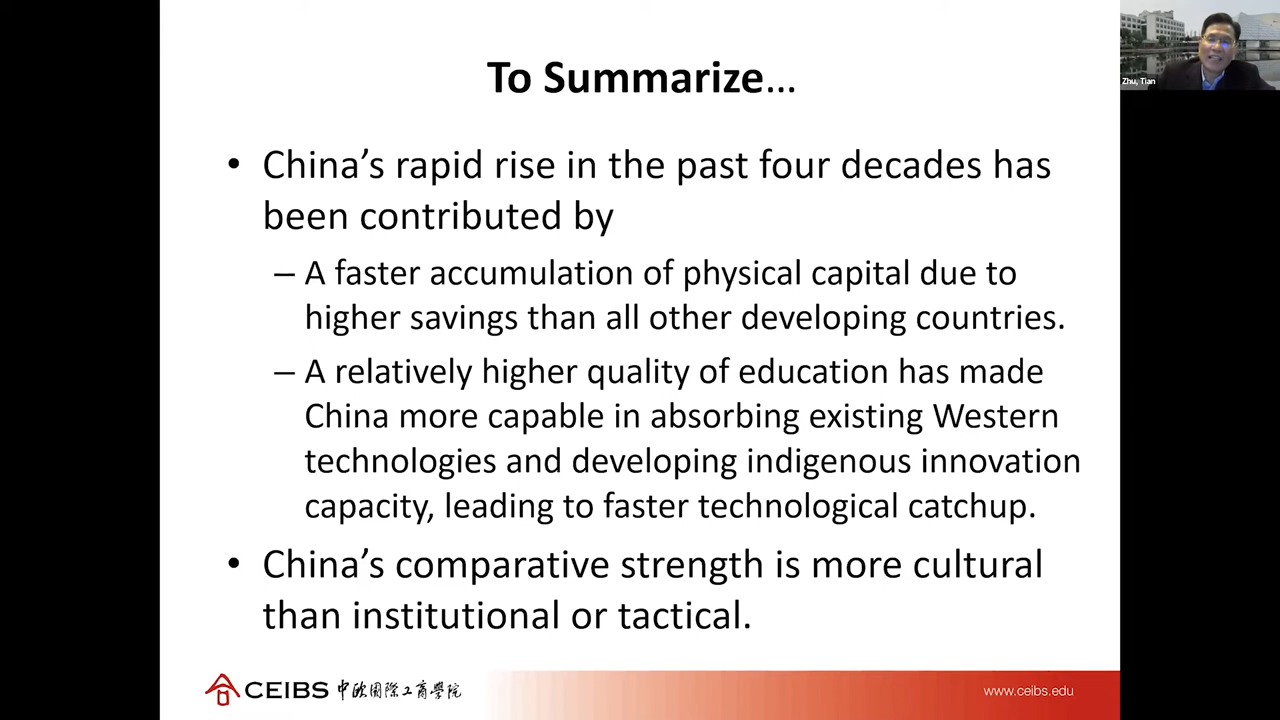 To Summarize...
Zhu, Tian
• China's rapid rise in the past four decades has
been contributed by
– A faster accumulation of physical capital due to
higher savings than all other developing countries.
– A relatively higher quality of education has made
China more capable in absorbing existing Western
technologies and developing indigenous innovation
capacity, leading to faster technological catchup.
• China's comparative strength is more cultural
than institutional or tactical.
CEIBS 中欧国際工商學院
www.ceibs.edu